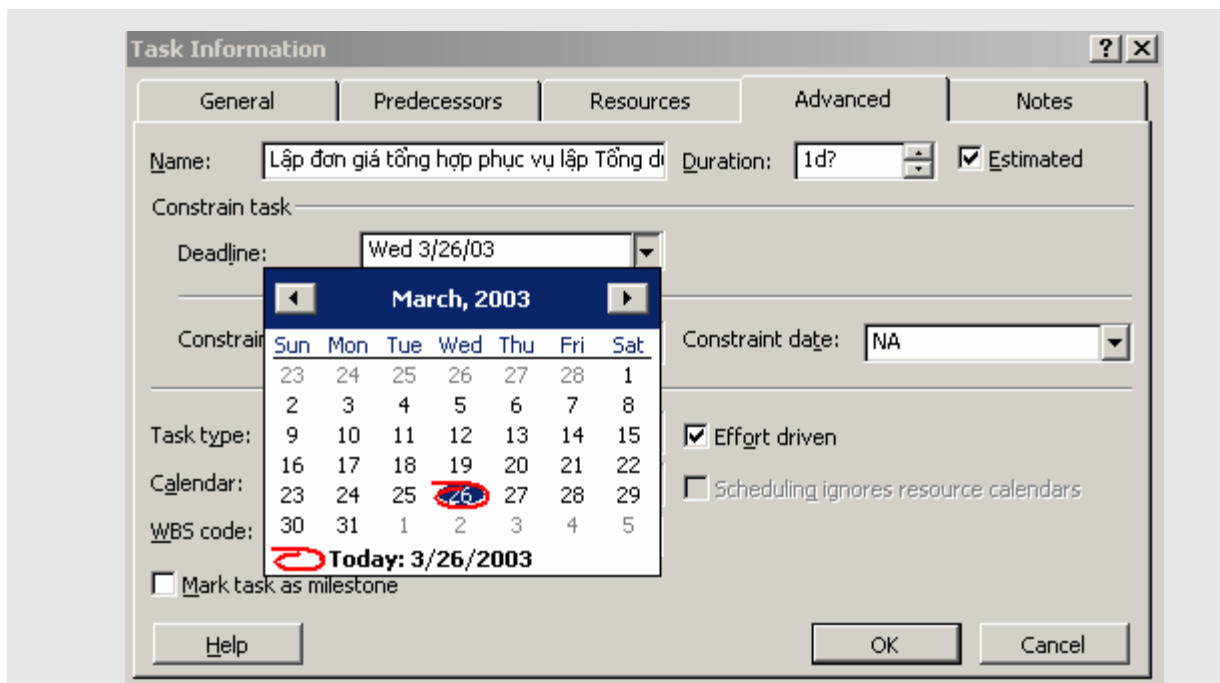 Task Information
General Predecessors Resources Advanced Notes
Name: Lập đơn giá tổng hợp phục vụ lập Tổng Duration: 1d? Estimated
Constrain task
Deadline: Wed 3/26/03
March, 2003
Constrain Constraint date: NA
Sun Mon Tue Wed Thu Fri Sat
23 24 25 26 27 28 1
2 3 4 5 6 7 8
Task type: Effort driven
9 10 11 12 13 14 15
16 17 18 19 20 21 22
Calendar: Scheduling ignores resource calendars
23 24 25 26 27 28 29
WBS code:
30 31 1 2 3 4 5
Today: 3/26/2003
Mark task as milestone
Help OK Cancel